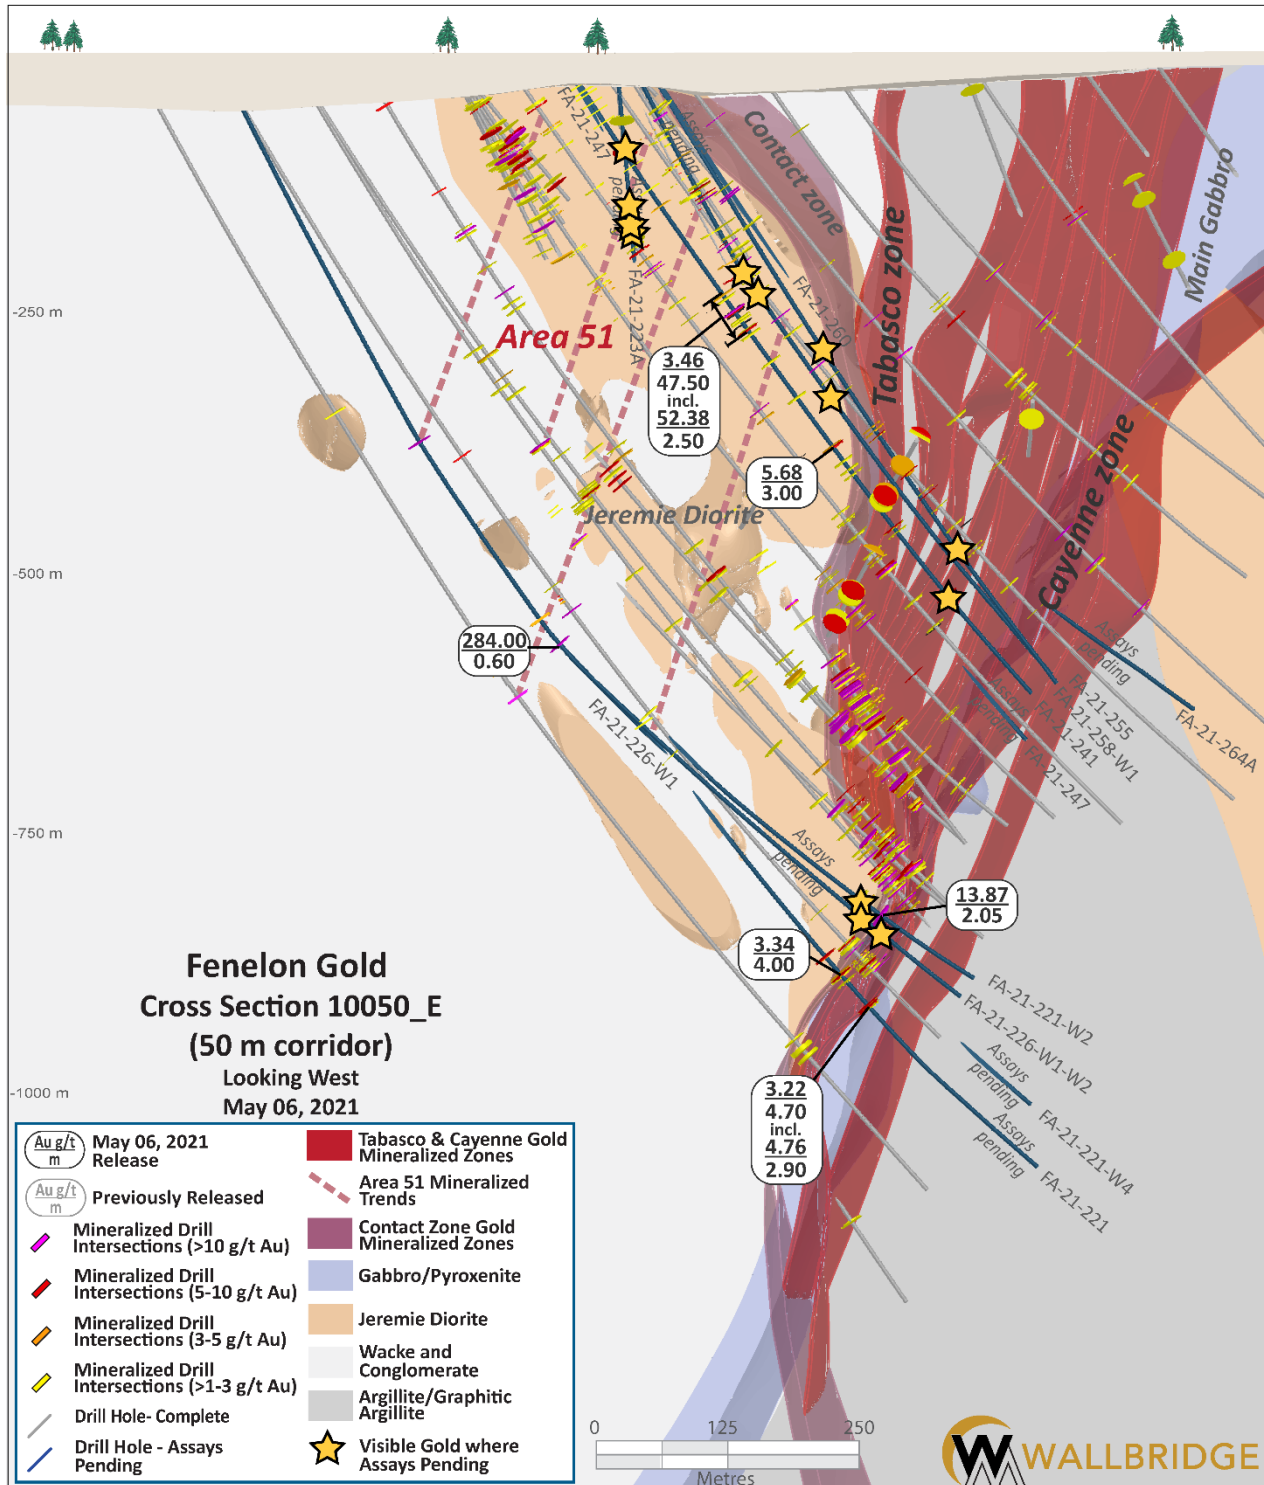 FA-21-247
Assays
pending
Assays
pending
Contact zone
Tabasco zone
Main Gabbro
FA-21-223A
FA-21-260
-250 m
Area 51
3.46
47.50
incl.
52.38
2.50
5.68
3.00
Jeremie Diorite
Cayenne zone
-500 m
284.00
0.60
FA-21-226-W1
Assays
pending
Assays
pending
FA-21-264A
FA-21-255
FA-21-258-W1
FA-21-241
FA-21-247
-750 m
Assays
pending
13.87
2.05
3.34
4.00
FA-21-221-W2
FA-21-226-W1-W2
Assays
pending
FA-21-221-W4
Assays
pending
FA-21-221
3.22
4.70
incl.
4.76
2.90
Fenelon Gold
Cross Section 10050_E
(50 m corridor)
Looking West
May 06, 2021
-1000 m
Au g/t
m
May 06, 2021
Release
Au g/t
m
Previously Released
Mineralized Drill
Intersections (>10 g/t Au)
Mineralized Drill
Intersections (5-10 g/t Au)
Mineralized Drill
Intersections (3-5 g/t Au)
Mineralized Drill
Intersections (>1-3 g/t Au)
Drill Hole- Complete
Drill Hole - Assays
Pending
Tabasco & Cayenne Gold
Mineralized Zones
Area 51 Mineralized
Trends
Contact Zone Gold
Mineralized Zones
Gabbro/Pyroxenite
Jeremie Diorite
Wacke and
Conglomerate
Argillite/Graphitic
Argillite
Visible Gold where
Assays Pending
0 125 250
Metres
WALLBRIDGE